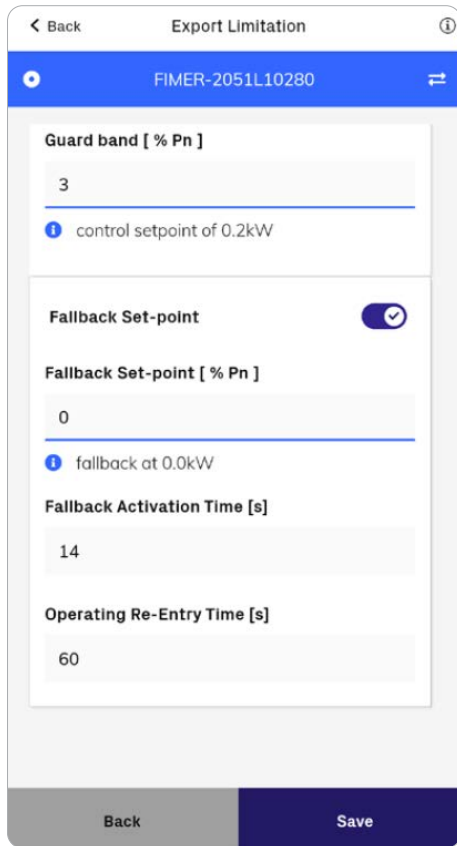 Back
Export Limitation
FIMER-2051L10280
Guard band [ % Pn ]
3
control setpoint of 0.2kW
Fallback Set-point
Fallback Set-point [ % Pn ]
0
fallback at 0.0kW
Fallback Activation Time [s]
14
Operating Re-Entry Time [s]
60
Back
Save